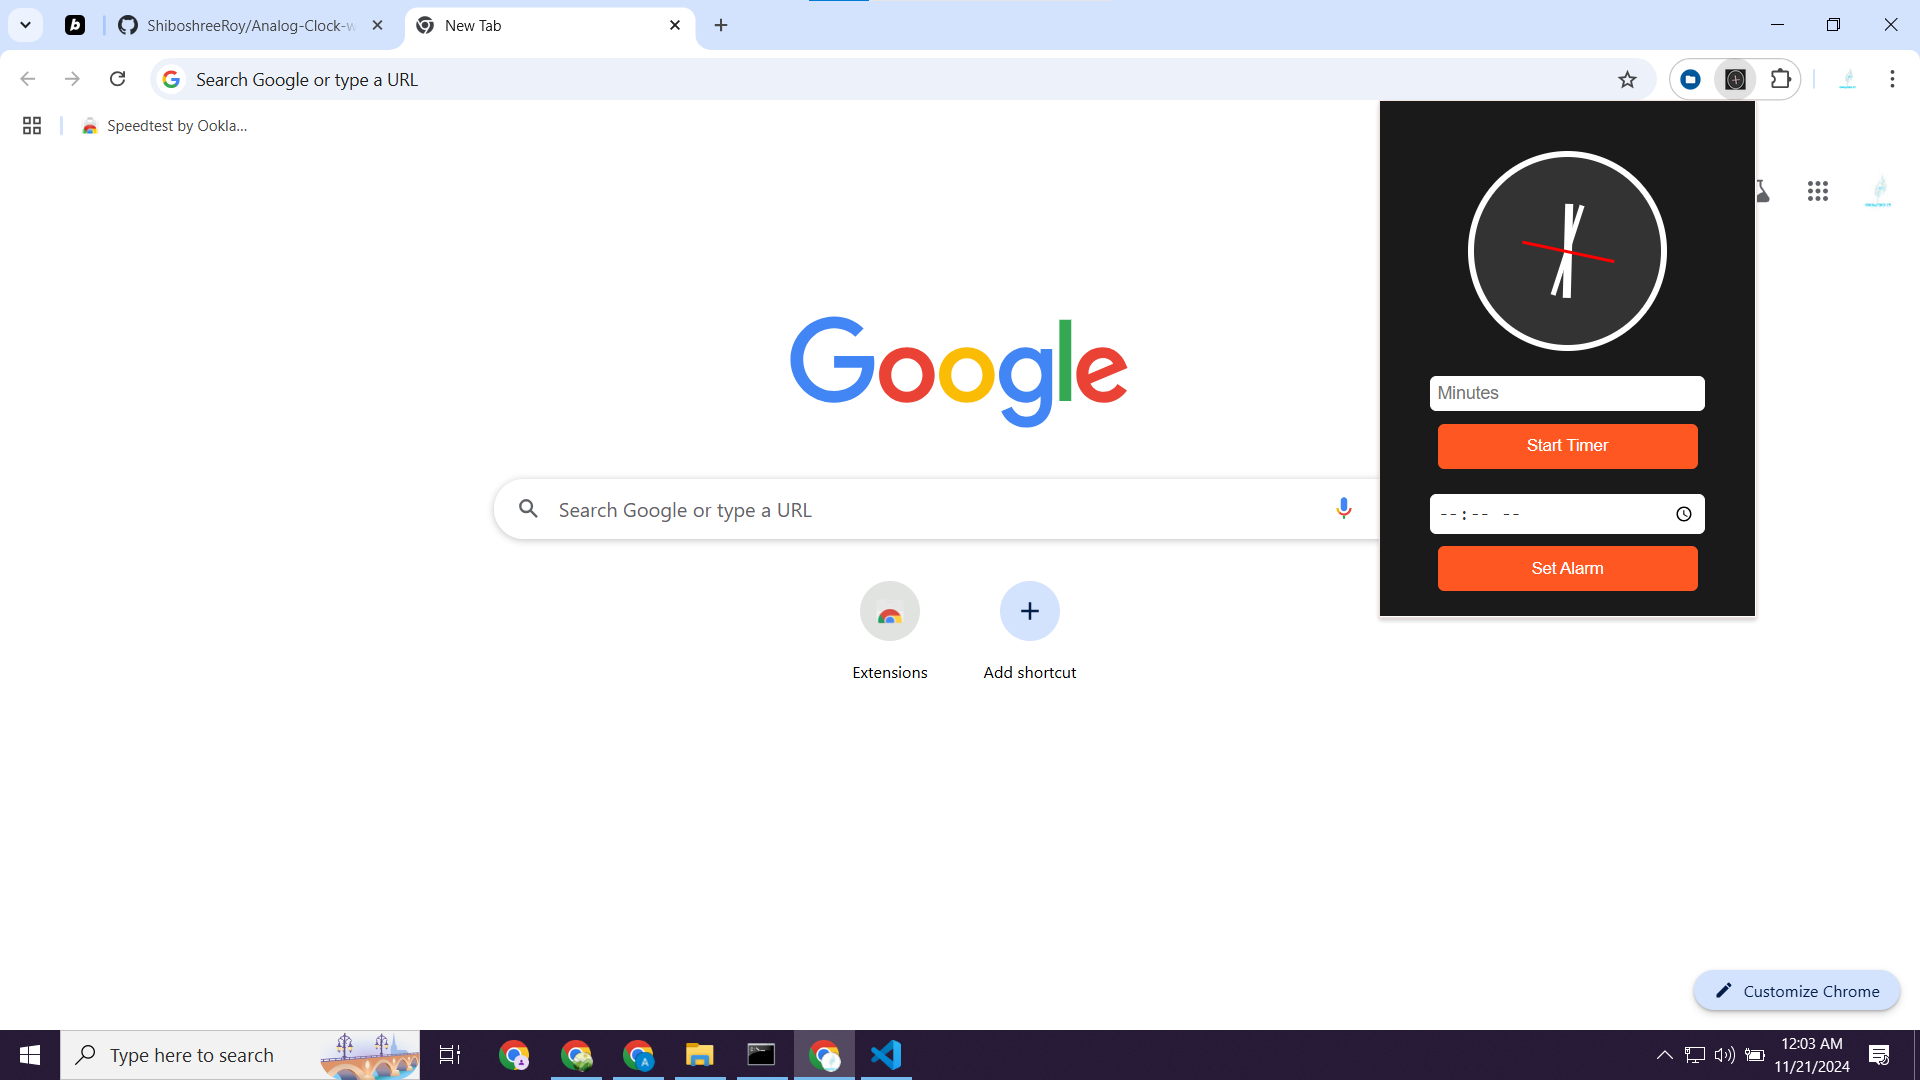 ShiboshreeRoy/Analog-Clock-w
New Tab
Search Google or type a URL
Speedtest by Ookla...
Google
Search Google or type a URL
Extensions
Add shortcut
Minutes
Start Timer
--:-- --
Set Alarm
Customize Chrome
Type here to search
A
12:03 AM
11/21/2024